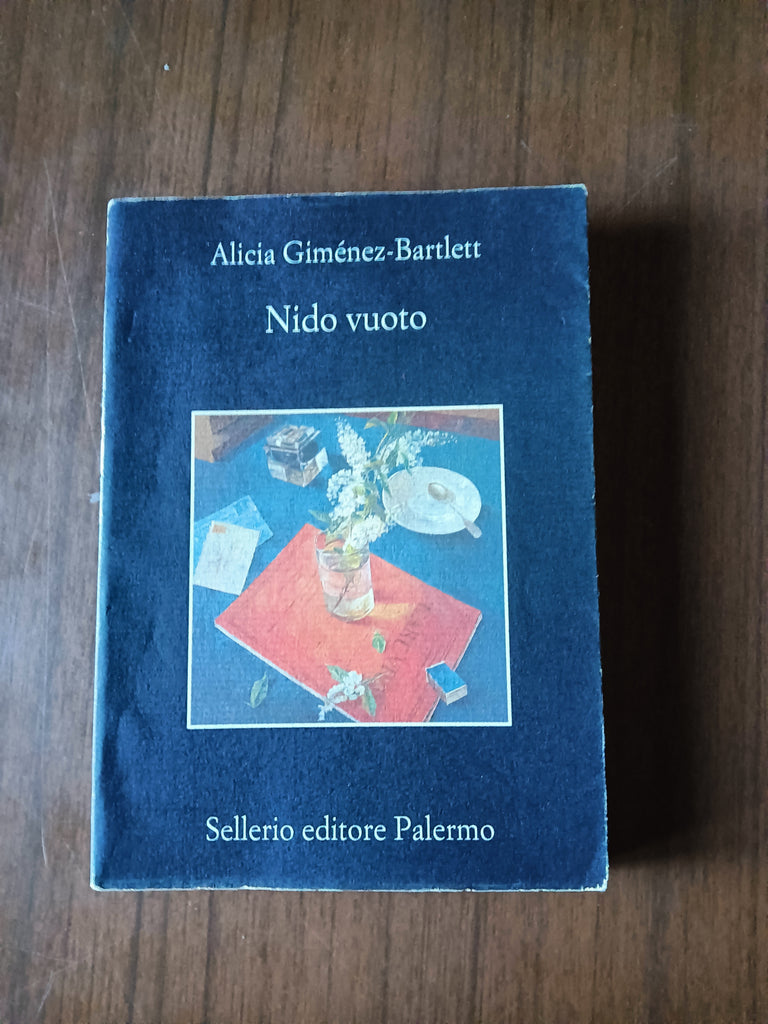 Alicia Giménez-Bartlett
Nido vuoto
Sellerio editore Palermo